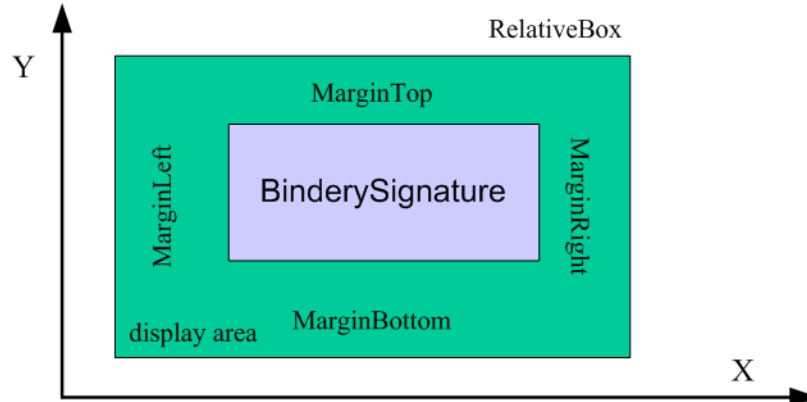 RelativeBox
Y
MarginTop
MarginLeft
BinderySignature
MarginRight
MarginBottom
display area
X